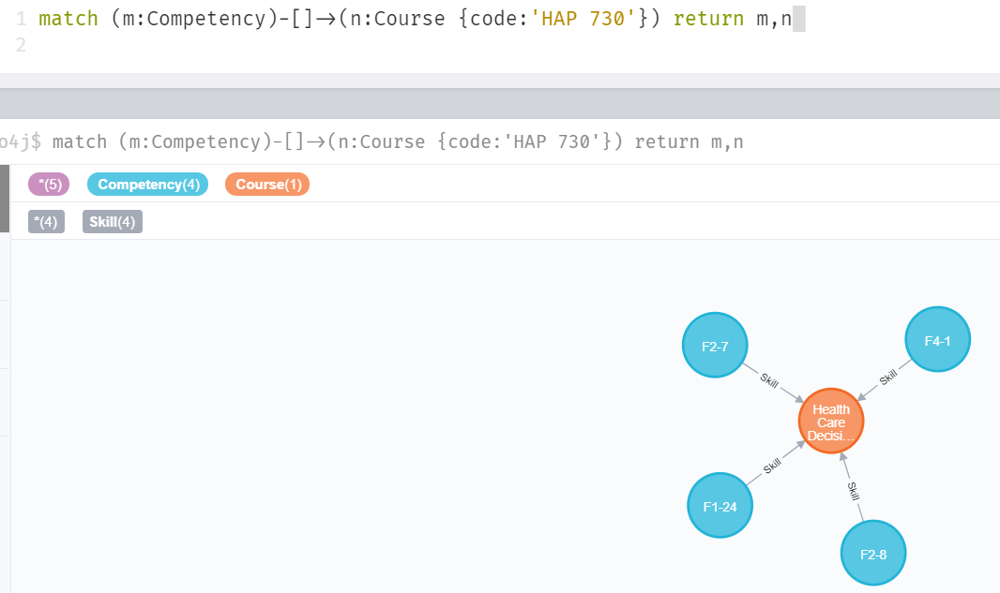 1 match (m:Competency)-[]→(n:Course {code:'HAP 730'}) return m,n
2
o4j$ match (m:Competency)-[]→(n:Course {code:'HAP 730'}) return m,n
*(5) Competency(4) Course(1)
*(4) Skill(4)
F2-7
F4-1
Skill
Skill
Health
Care
Decisi...
Skill
F1-24
Skill
F2-8